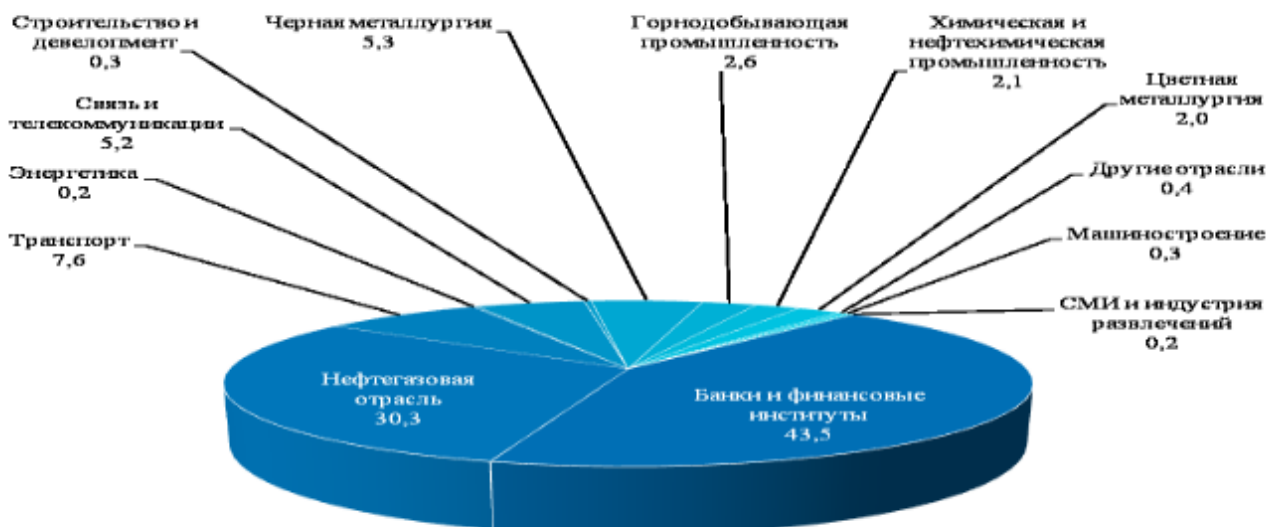 Строительство и
девелопмент
0,3
Черная металлургия
5,3
Горнодобывающая
промышленность
2,6
Химическая и
нефтехимическая
промышленность
2,1
Цветная
металлургия
2,0
Связь и
телекоммуникации
5,2
Энергетика
0,2
Другие отрасли
0,4
Транспорт
7,6
Машиностроение
0,3
СМИ и индустрия
развлечений
0,2
Нефтегазовая
отрасль
30,3
Банки и финансовые
институты
43,5